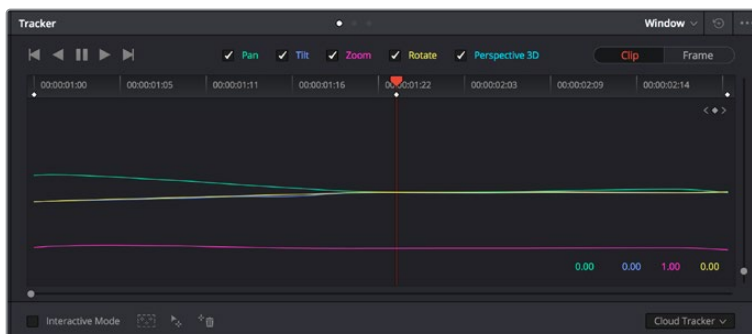 Tracker Window
Pan Tilt Zoom Rotate Perspective 3D Clip Frame
00:00:01:00 00:00:01:05 00:00:01:11 00:00:01:16 00:00:01:22 00:00:02:03 00:00:02:09 00:00:02:14
0.00 0.00 1.00 0.00
Interactive Mode Cloud Tracker